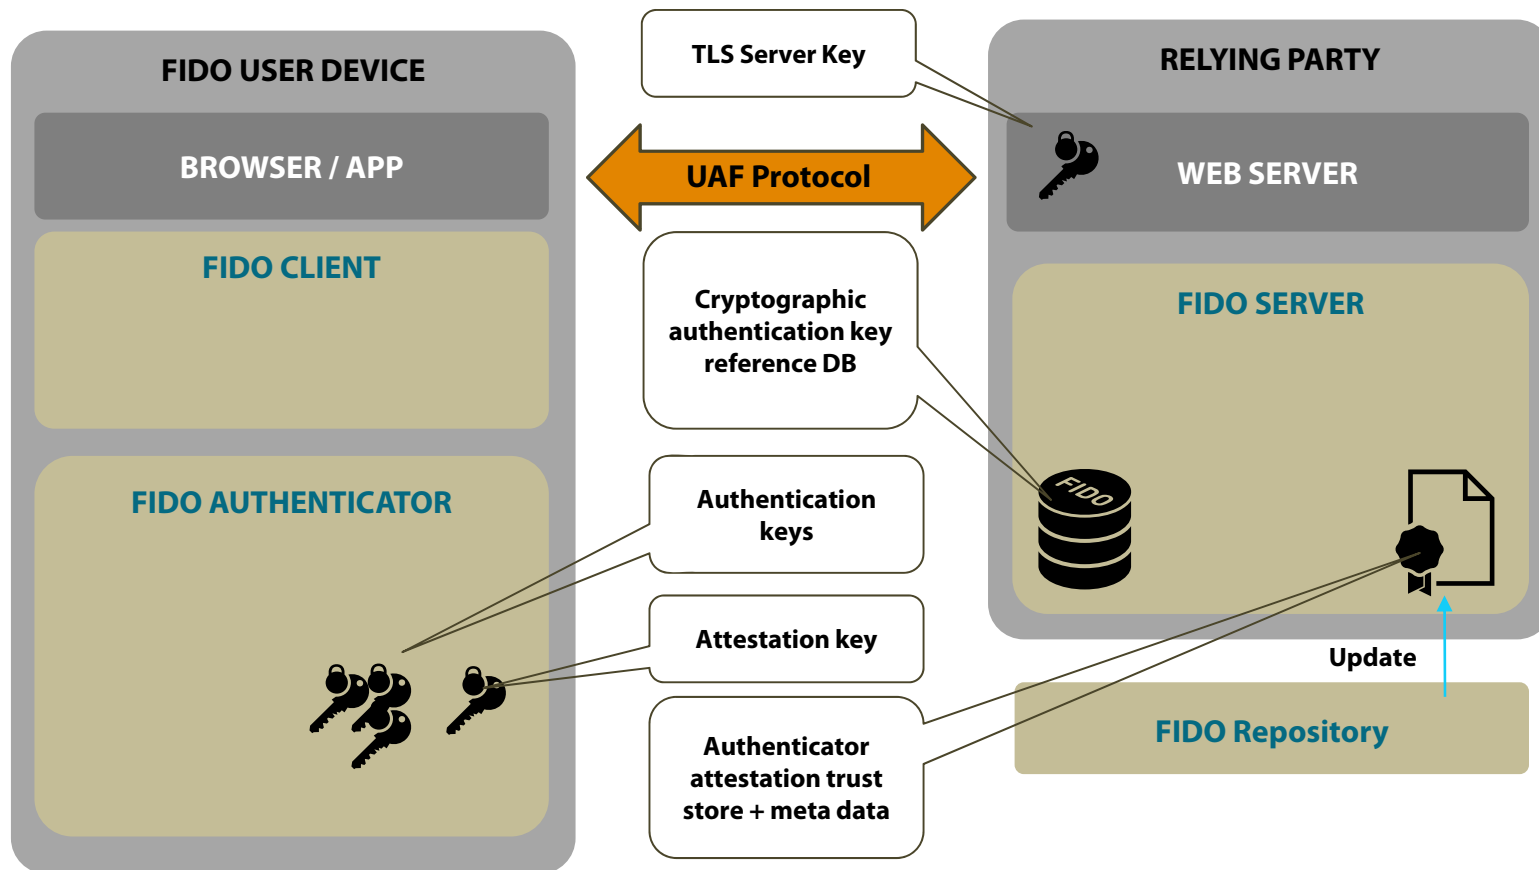 FIDO USER DEVICE
BROWSER / APP
FIDO CLIENT
FIDO AUTHENTICATOR
TLS Server Key
UAF Protocol
Cryptographic
authentication key
reference DB
Authentication
keys
Attestation key
Authenticator
attestation trust
store + meta data
RELYING PARTY
WEB SERVER
FIDO SERVER
FIDO
Update
FIDO Repository